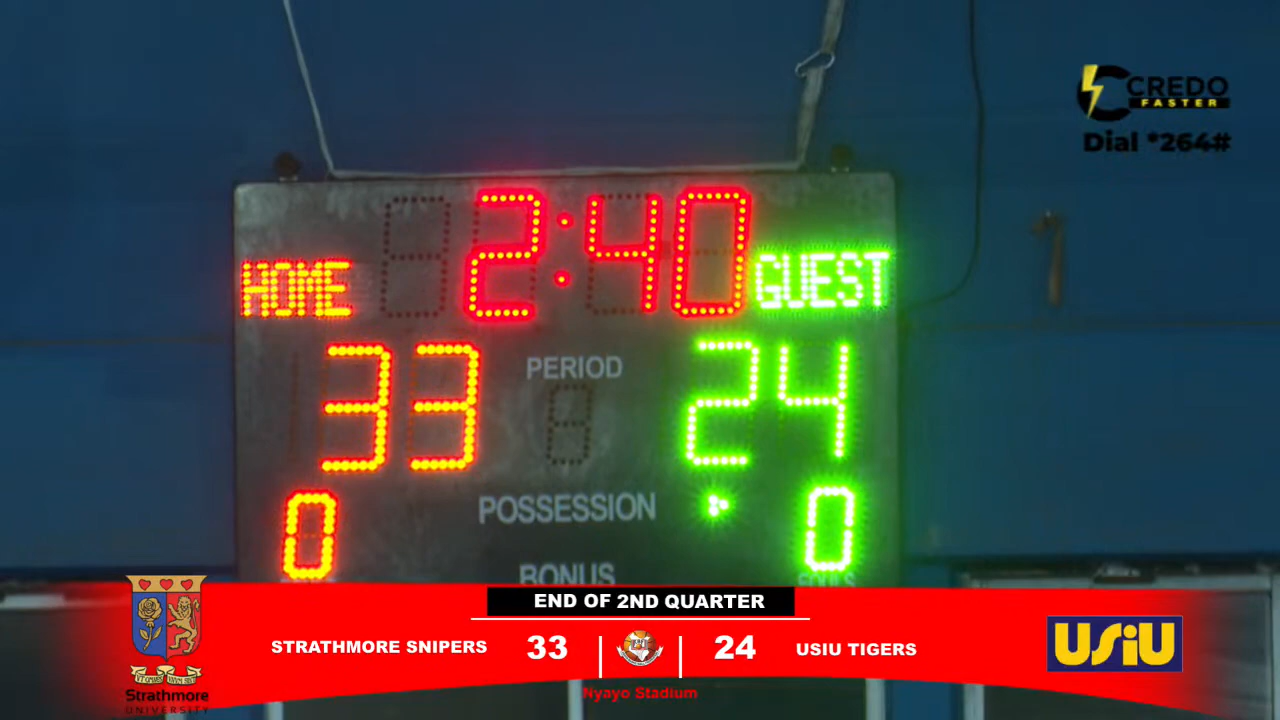 CREDO
FASTER
Dial *264#
2:40
HOME
GUEST
33
PERIOD
24
0
POSSESSION
0
BONUS
FOULS
END OF 2ND QUARTER
STRATHMORE SNIPERS
33
24
USIU TIGERS
USiU
Strathmore
UNIVERSITY
Nyayo Stadium